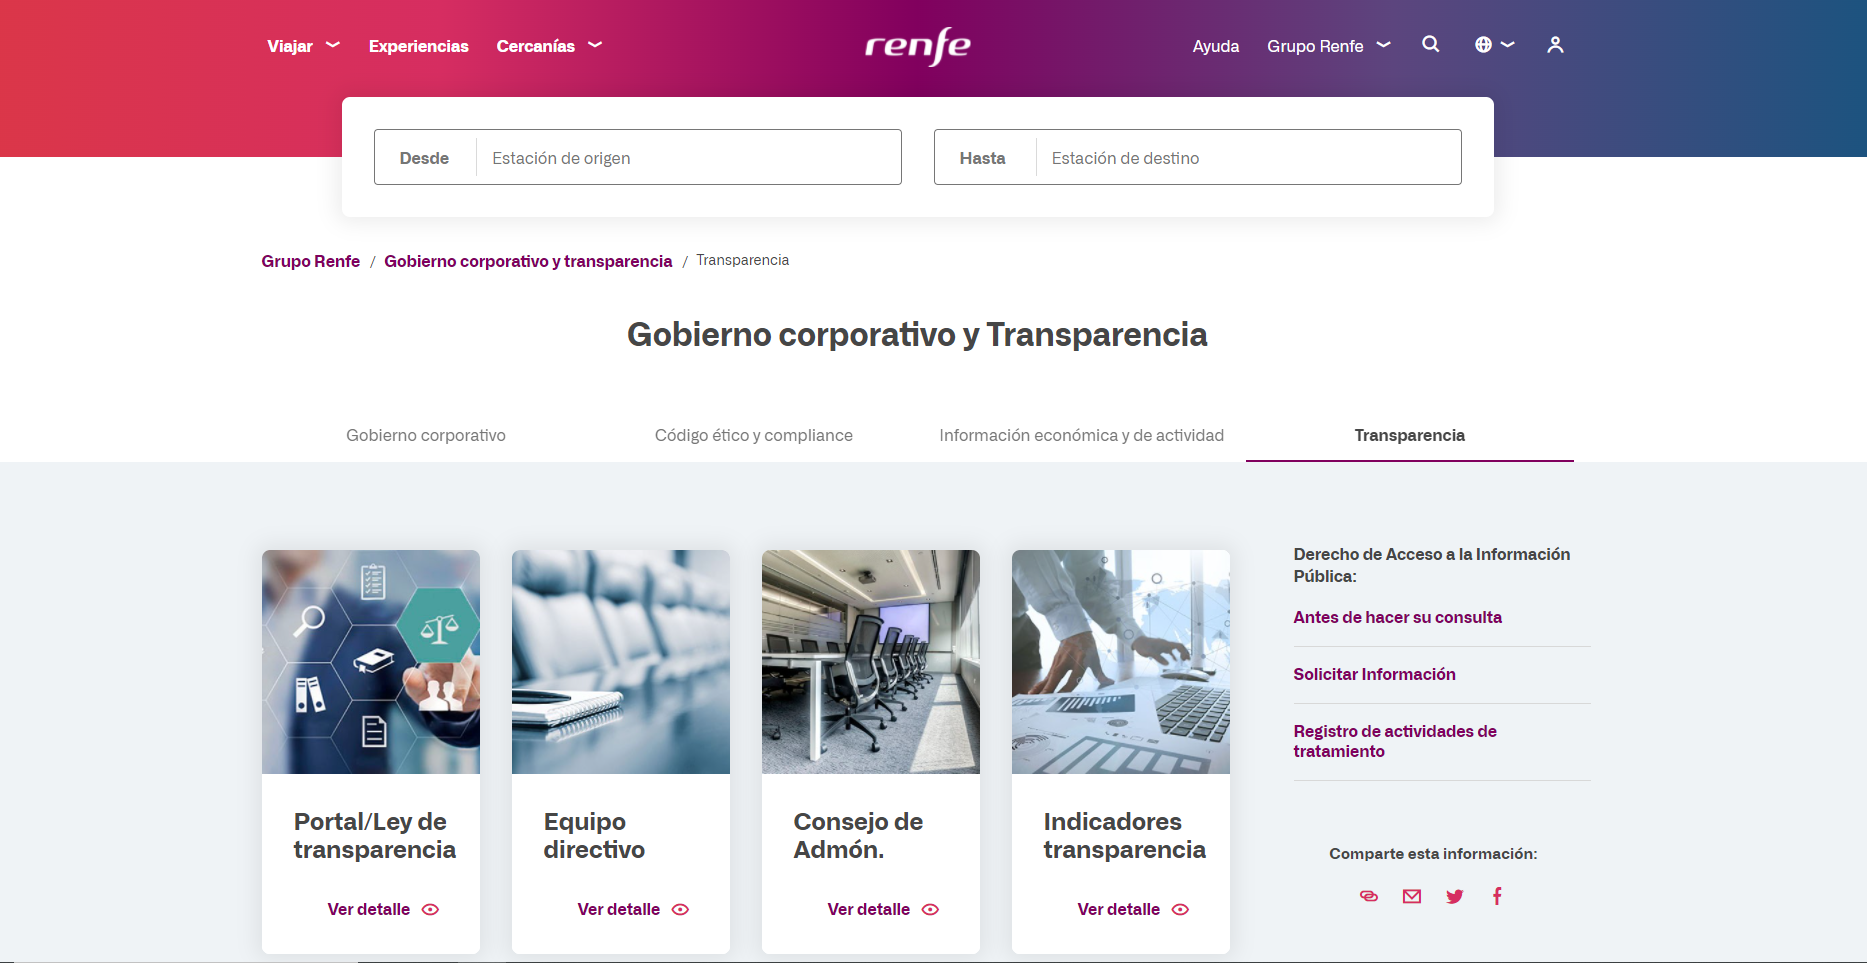 Viajar Experiencias Cercanías renfe Ayuda Grupo Renfe
Desde Estación de origen Hasta Estación de destino
Grupo Renfe / Gobierno corporativo y transparencia / Transparencia
Gobierno corporativo y Transparencia
Gobierno corporativo Código ético y compliance Información económica y de actividad Transparencia
Portal/Ley de
transparencia
Ver detalle
Equipo
directivo
Ver detalle
Consejo de
Admón.
Ver detalle
Indicadores
transparencia
Ver detalle
Derecho de Acceso a la Información
Pública:
Antes de hacer su consulta
Solicitar Información
Registro de actividades de
tratamiento
Comparte esta información: